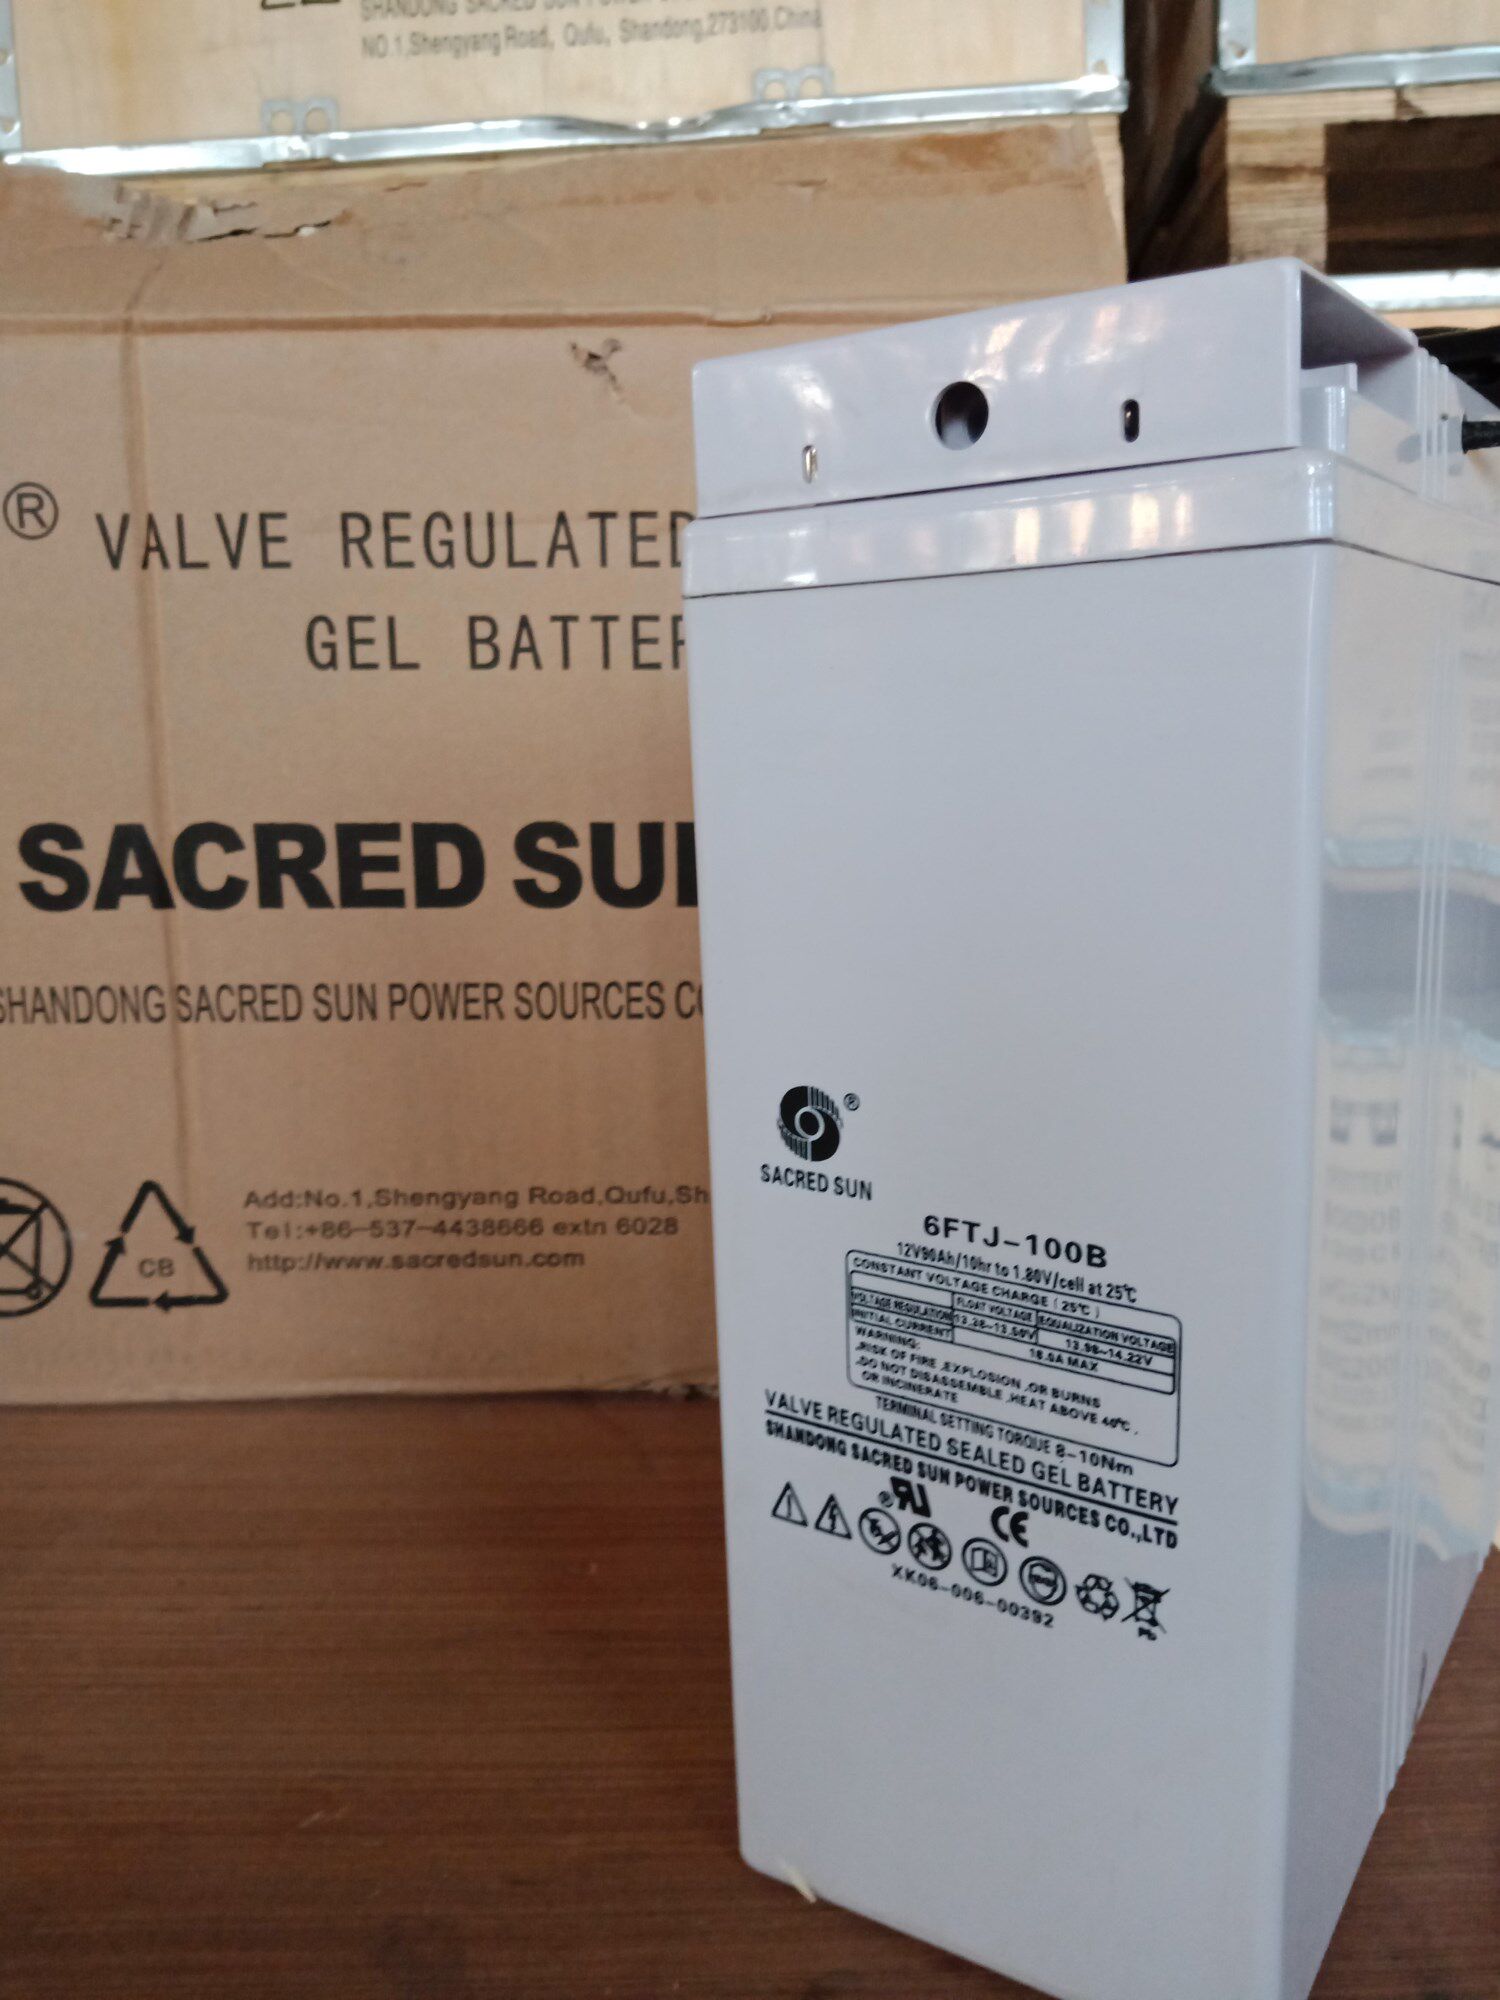 SHANDONG SACRED SUN POWER
NO.1,Shengyang Road, Qufu, Shandong,273100,China
® VALVE REGULATED
GEL BATTER
SACRED SUN
SHANDONG SACRED SUN POWER SOURCES CO
CB
Add:No.1,Shengyang Road,Qufu,Sh
Tel:+86-537-4438666 extn 6028
http://www.sacredsun.com
®
SACRED SUN
6FTJ-100B
12V90Ah/10hr to 1.80V/cell at 25℃
CONSTANT VOLTAGE CHARGE (25℃)
FLOAT VOLTAGE EQUALIZATION VOLTAGE
VOLTAGE REGULATION 13.38~13.50V 13.98~14.22V
INITIAL CURRENT 18.0A MAX
WARNING:
.RISK OF FIRE ,EXPLOSION ,OR BURNS
.DO NOT DISASSEMBLE ,HEAT ABOVE 40℃ ,
OR INCINERATE
TERMINAL SETTING TORQUE 8-10Nm
VALVE REGULATED SEALED GEL BATTERY
SHANDONG SACRED SUN POWER SOURCES CO.,LTD
CE
XK06-006-00392
Pb